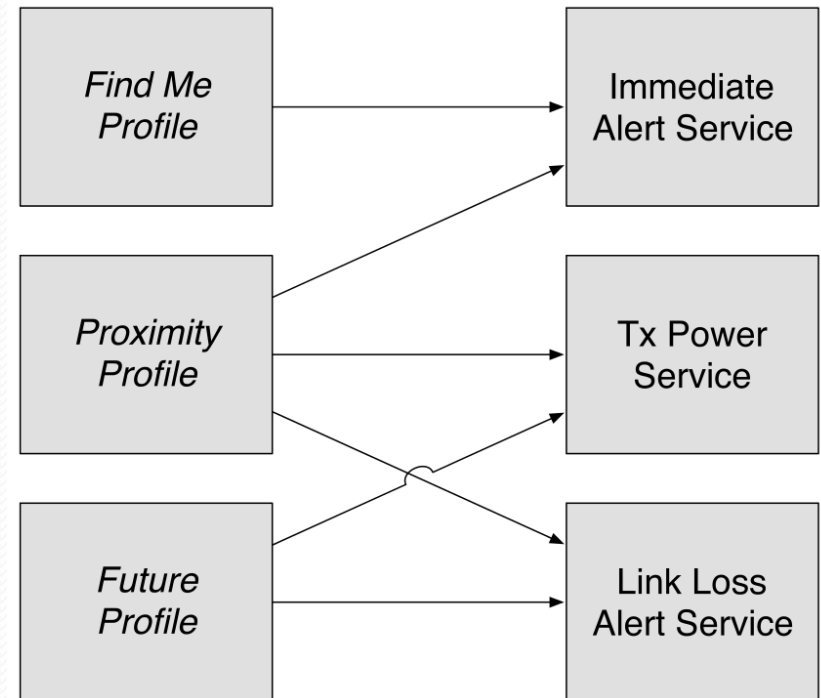 Find Me
Profile
Immediate
Alert Service
Proximity
Profile
Tx Power
Service
Future
Profile
Link Loss
Alert Service